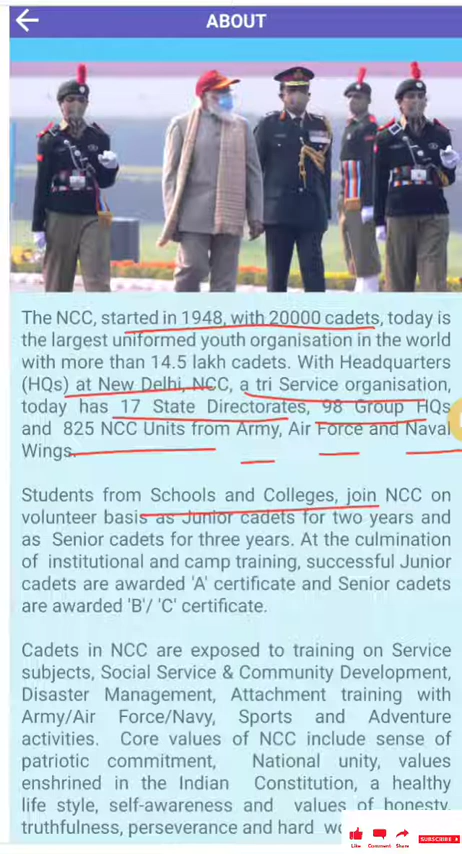 ABOUT
The NCC, started in 1948, with 20000 cadets, today is
the largest uniformed youth organisation in the world
with more than 14.5 lakh cadets. With Headquarters
(HQs) at New Delhi, NCC, a tri Service organisation,
today has 17 State Directorates, 98 Group HQs
and 825 NCC Units from Army, Air Force and Naval
Wings.
Students from Schools and Colleges, join NCC on
volunteer basis as Junior cadets for two years and
as Senior cadets for three years. At the culmination
of institutional and camp training, successful Junior
cadets are awarded 'A' certificate and Senior cadets
are awarded 'B'/ 'C' certificate.
Cadets in NCC are exposed to training on Service
subjects, Social Service & Community Development,
Disaster Management, Attachment training with
Army/Air Force/Navy, Sports and Adventure
activities. Core values of NCC include sense of
patriotic commitment, National unity, values
enshrined in the Indian Constitution, a healthy
life style, self-awareness and values of honesty,
truthfulness, perseverance and hard
Like Comment Share SUBSCRIBE